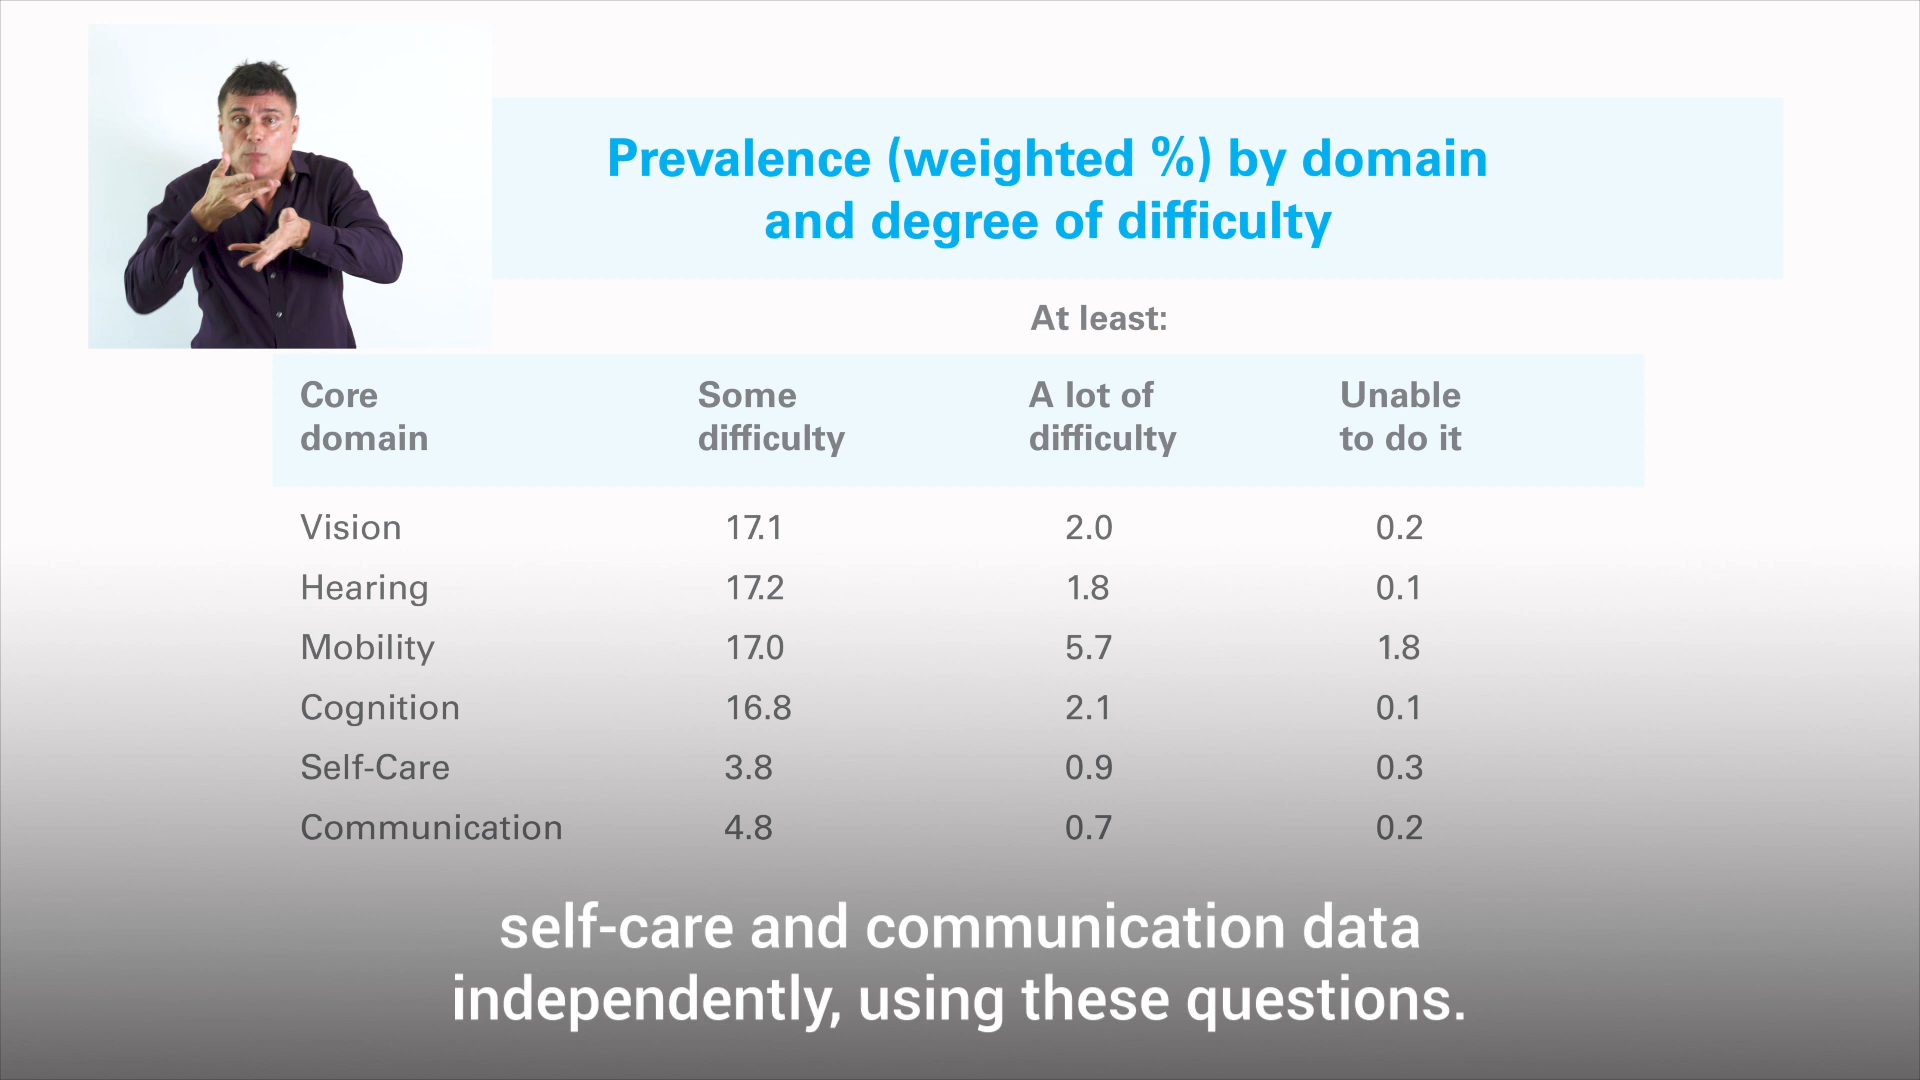 Prevalence (weighted %) by domain
and degree of difficulty
At least:
Core domain Some difficulty A lot of difficulty Unable to do it
Vision 17.1 2.0 0.2
Hearing 17.2 1.8 0.1
Mobility 17.0 5.7 1.8
Cognition 16.8 2.1 0.1
Self-Care 3.8 0.9 0.3
Communication 4.8 0.7 0.2
self-care and communication data
independently, using these questions.